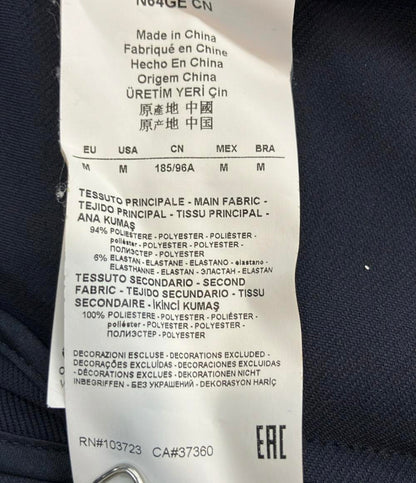 N64GE CN
Made in China
Fabriqué en Chine
Hecho En China
Origem China
ÜRETİM YERİ Çin
原產地 中國
原产地 中国
EU USA CN MEX BRA
M M 185/96A M M
TESSUTO PRINCIPALE - MAIN FABRIC -
TEJIDO PRINCIPAL - TISSU PRINCIPAL -
ANA KUMAŞ
94% POLIESTERE - POLYESTER - POLIÉSTER -
poliéster - POLYESTER - POLYESTER -
ПОЛИЭСТЕР - POLYESTER
6% ELASTAN - ELASTANE - ELASTANO - elastano -
ELASTHANNE - ELASTAN - ЭЛАСТАН - ELASTAN
TESSUTO SECONDARIO - SECOND
FABRIC - TEJIDO SECUNDARIO - TISSU
SECONDAIRE - İKİNCİ KUMAŞ
100% POLIESTERE - POLYESTER - POLIÉSTER -
poliéster - POLYESTER - POLYESTER -
ПОЛИЭСТЕР - POLYESTER
DECORAZIONI ESCLUSE - DECORATIONS EXCLUDED -
DECORAÇÕES EXCLUÍDAS - DECORACIONES EXCLUIDAS
- DÉCORATIONS EXCLUES - DEKORATIONEN NICHT
INBEGRIFFEN - БЕЗ УКРАШЕНИЙ - DEKORASYON HARİÇ
RN#103723 CA#37360 EAC